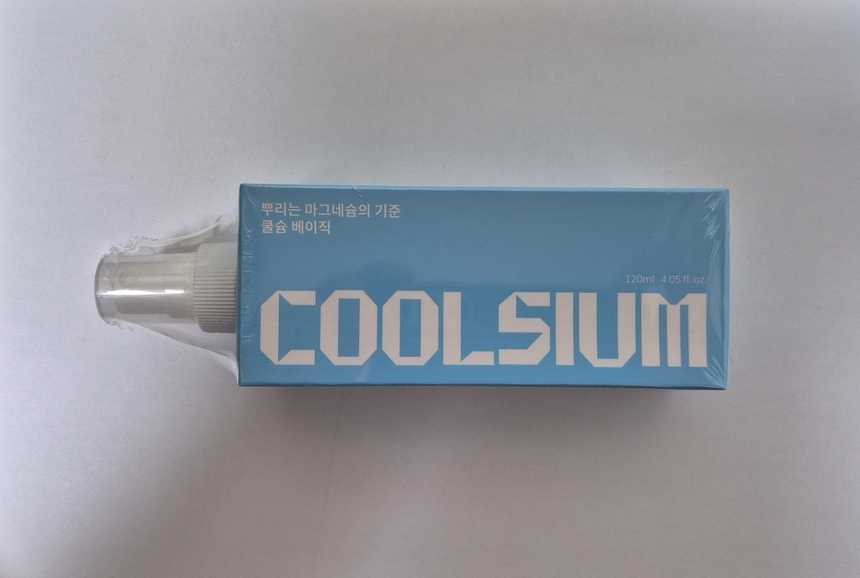 뿌리는 마그네슘의 기준
쿨슘 베이직
120ml 4.05 fl. oz.
COOLSIUM